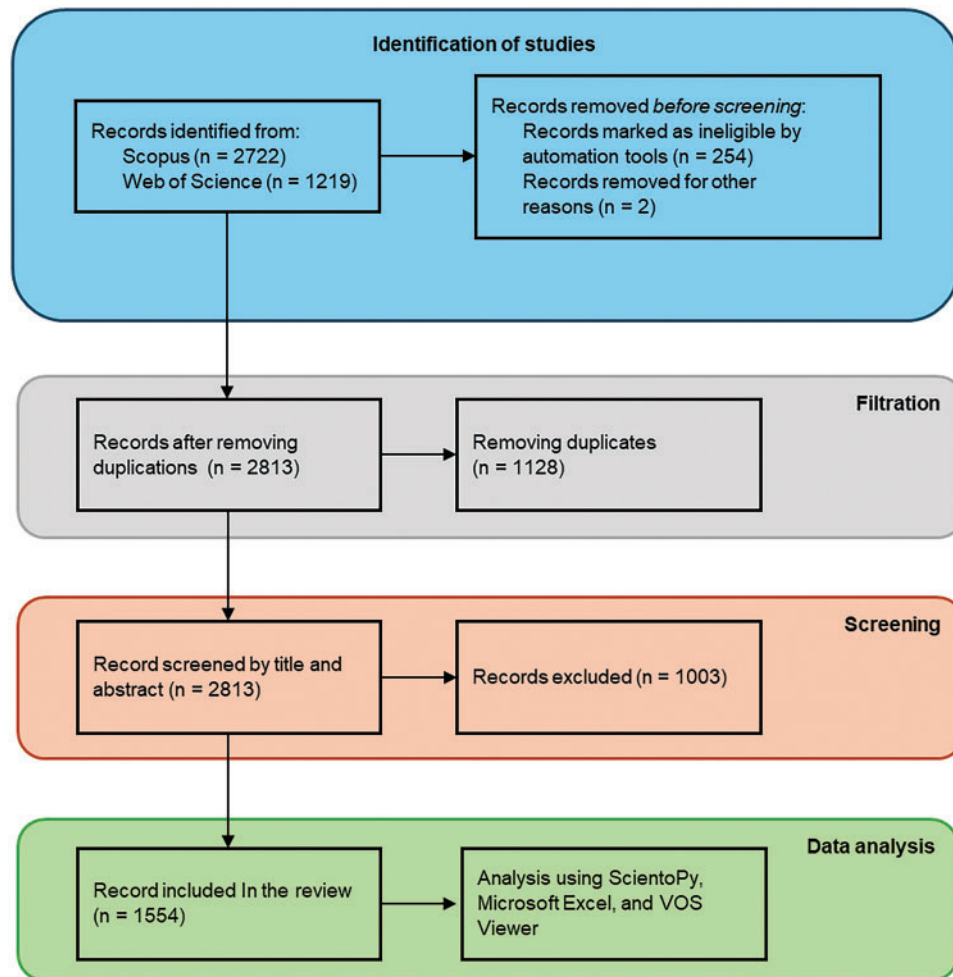 Identification of studies
Records identified from:
Scopus (n = 2722)
Web of Science (n = 1219)
Records removed before screening:
Records marked as ineligible by
automation tools (n = 254)
Records removed for other
reasons (n = 2)
Filtration
Records after removing
duplications (n = 2813)
Removing duplicates
(n = 1128)
Screening
Record screened by title and
abstract (n = 2813)
Records excluded (n = 1003)
Data analysis
Record included In the review
(n = 1554)
Analysis using ScientoPy,
Microsoft Excel, and VOS
Viewer